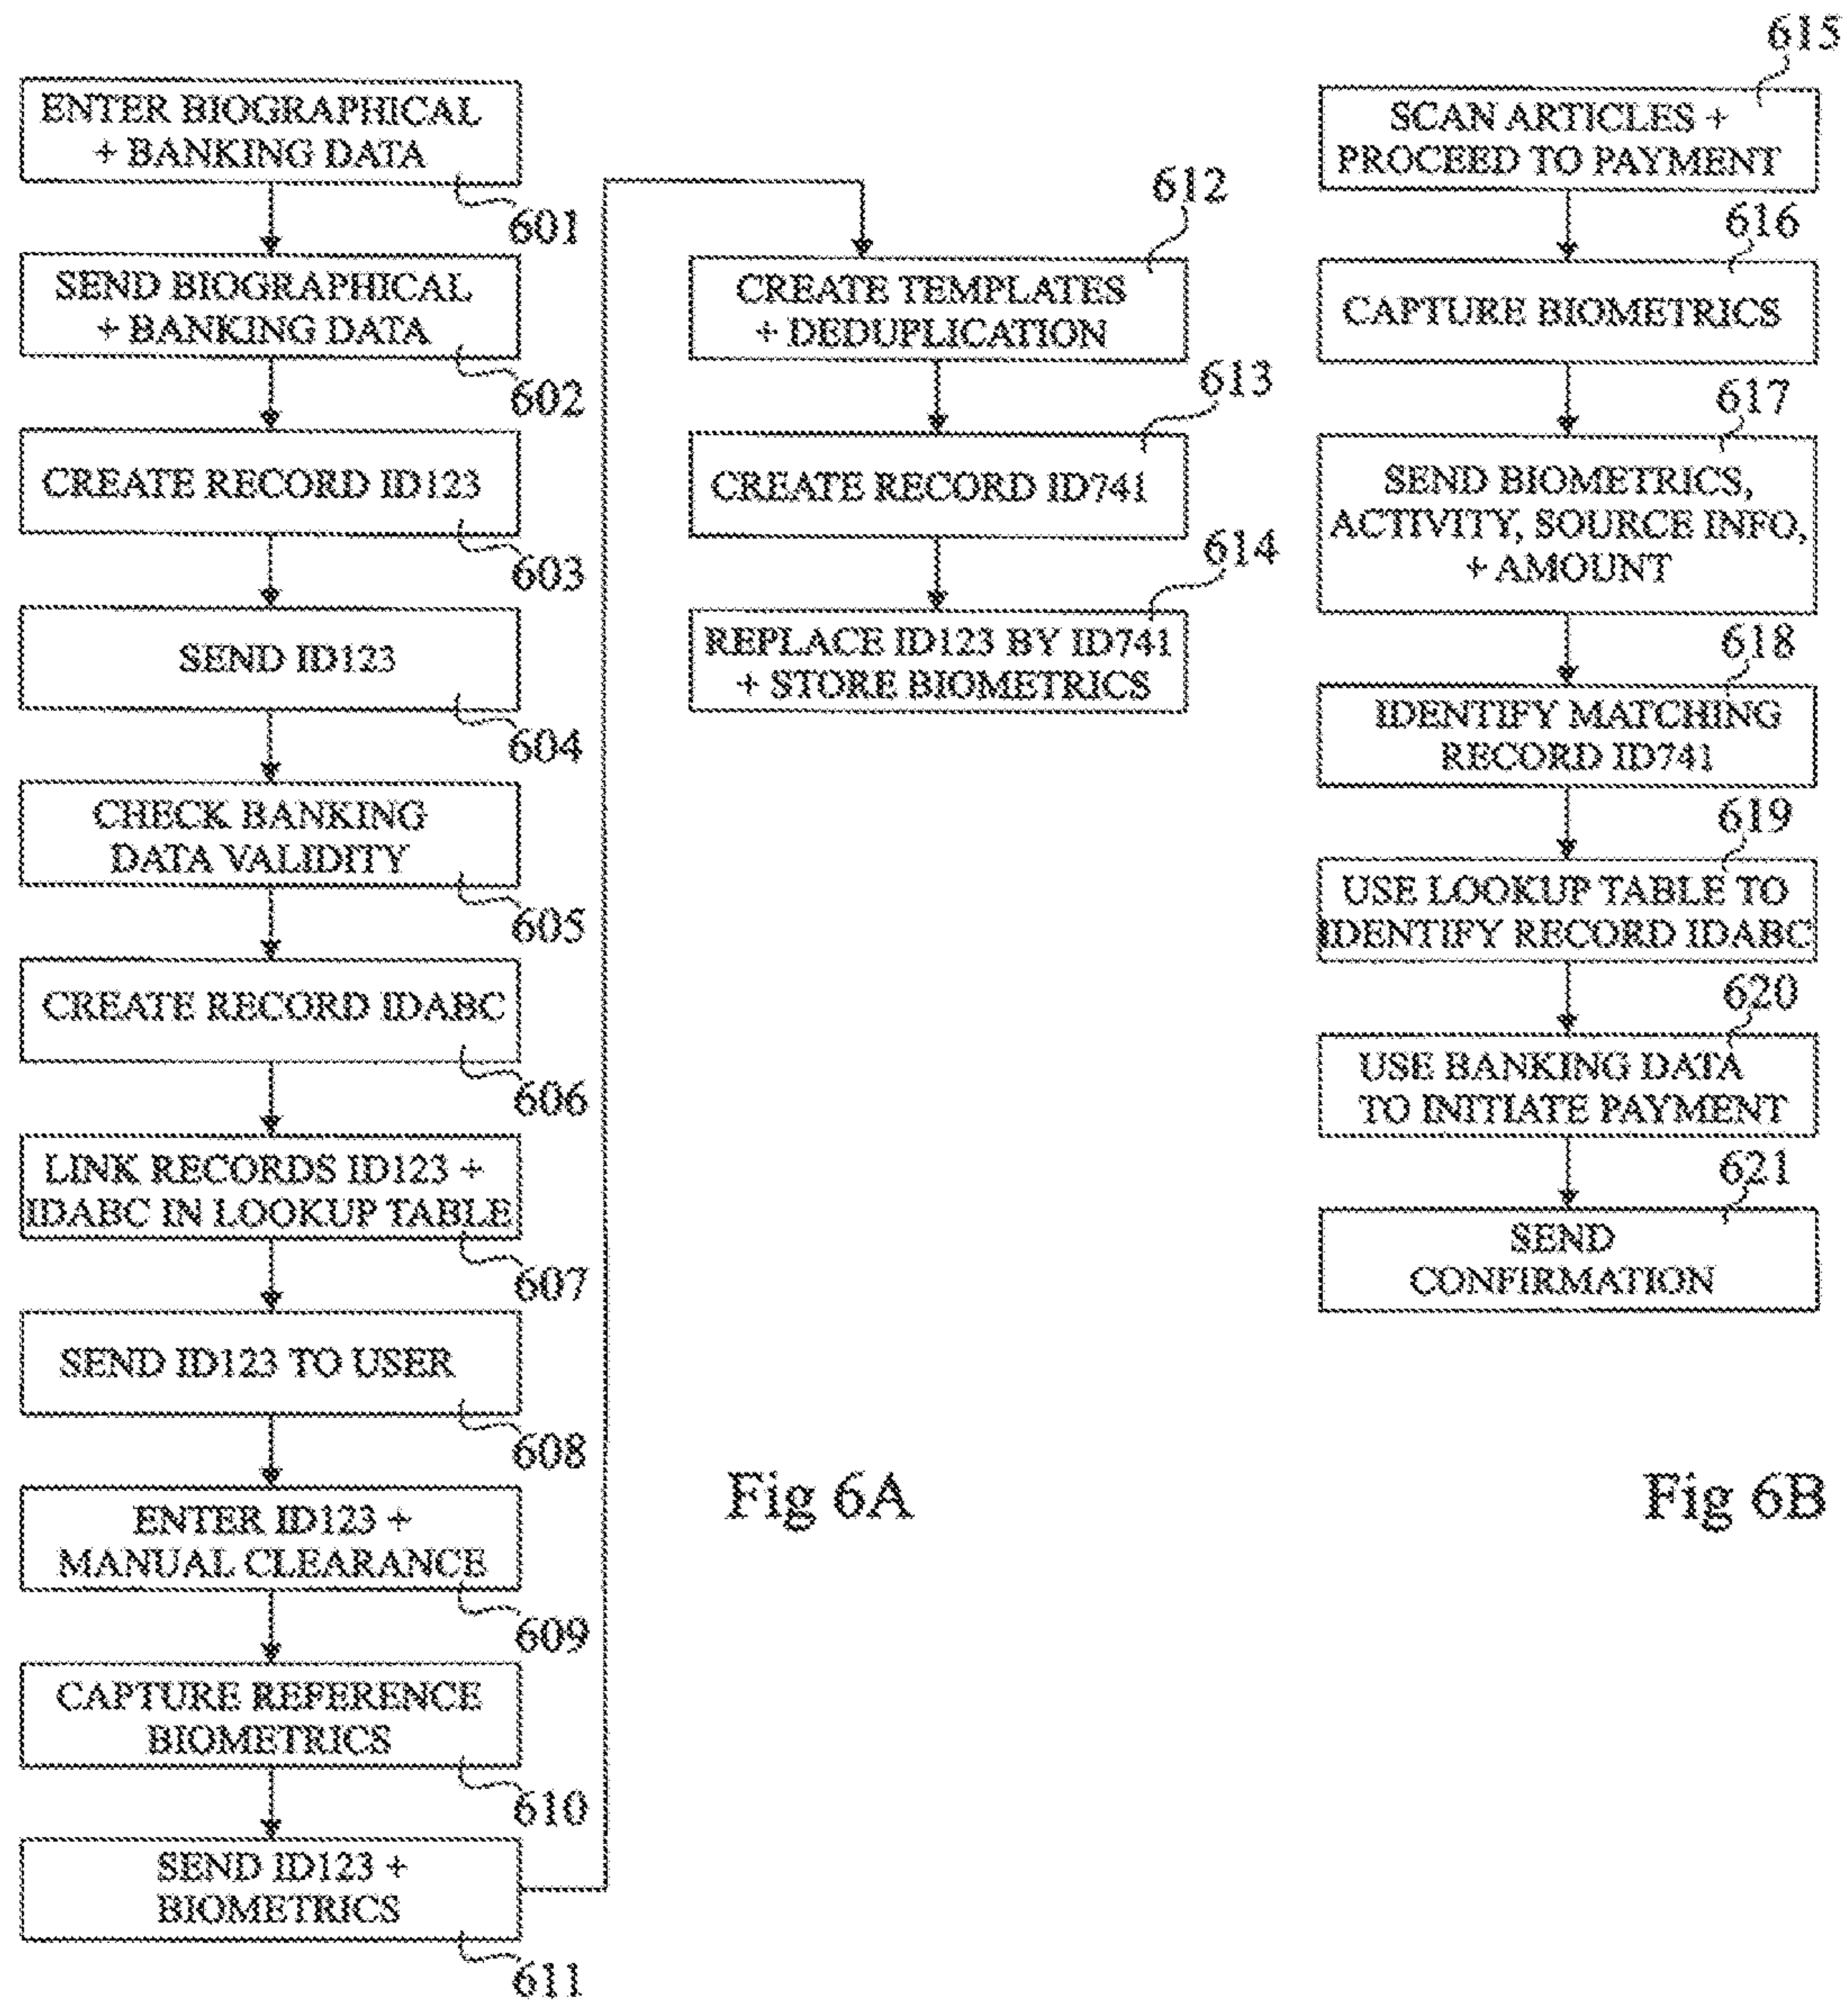 ENTER BIOGRAPHICAL
+ BANKING DATA
601
SEND BIOGRAPHICAL
+ BANKING DATA
602
CREATE RECORD ID123
603
SEND ID123
604
CHECK BANKING
DATA VALIDITY
605
CREATE RECORD IDABC
606
LINK RECORDS ID123 +
IDABC IN LOOKUP TABLE
607
SEND ID123 TO USER
608
ENTER ID123 +
MANUAL CLEARANCE
609
CAPTURE REFERENCE
BIOMETRICS
610
SEND ID123 +
BIOMETRICS
611
612
CREATE TEMPLATES
+ DEDUPLICATION
613
CREATE RECORD ID741
614
REPLACE ID123 BY ID741
+ STORE BIOMETRICS
Fig 6A
615
SCAN ARTICLES +
PROCEED TO PAYMENT
616
CAPTURE BIOMETRICS
617
SEND BIOMETRICS,
ACTIVITY, SOURCE INFO,
+ AMOUNT
618
IDENTIFY MATCHING
RECORD ID741
619
USE LOOKUP TABLE TO
IDENTIFY RECORD IDABC
620
USE BANKING DATA
TO INITIATE PAYMENT
621
SEND
CONFIRMATION
Fig 6B